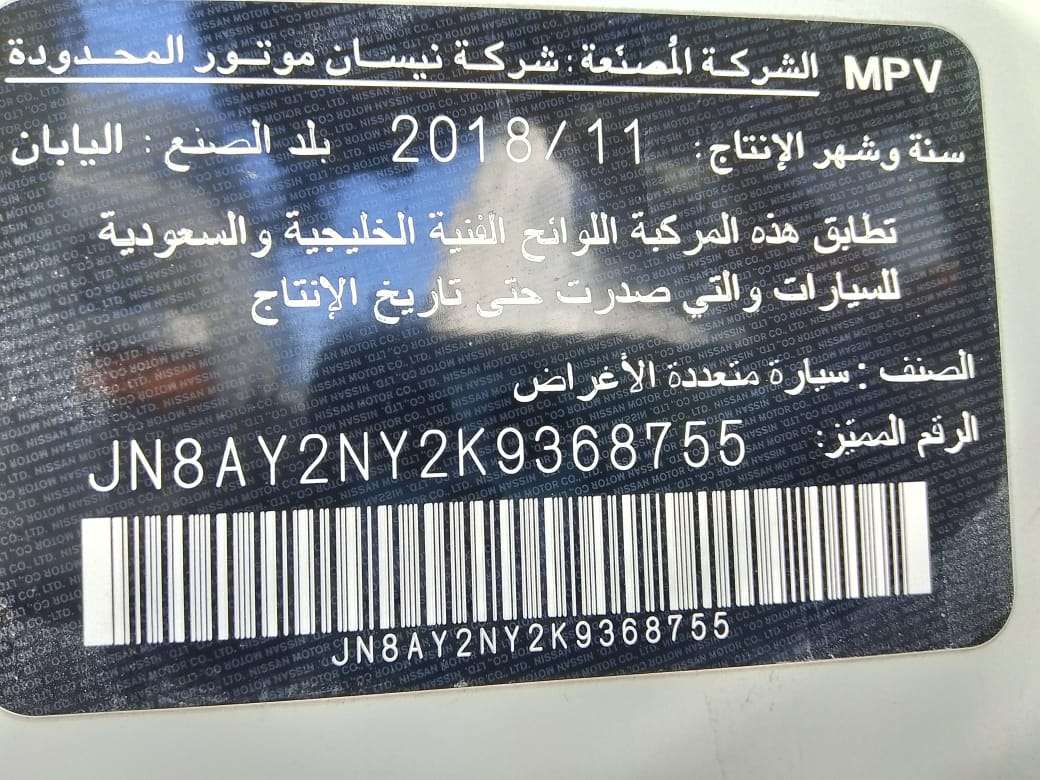 MPV الشركة المُصنَعة: شركة نيسان موتور المحدودة
سنة وشهر الإنتاج: 2018/11 بلد الصنع: اليابان
تطابق هذه المركبة اللوائح الفنية الخليجية والسعودية
للسيارات والتي صدرت حتى تاريخ الإنتاج
الصنف: سيارة متعددة الأغراض
الرقم المميّز:
JN8AY2NY2K9368755
JN8AY2NY2K9368755